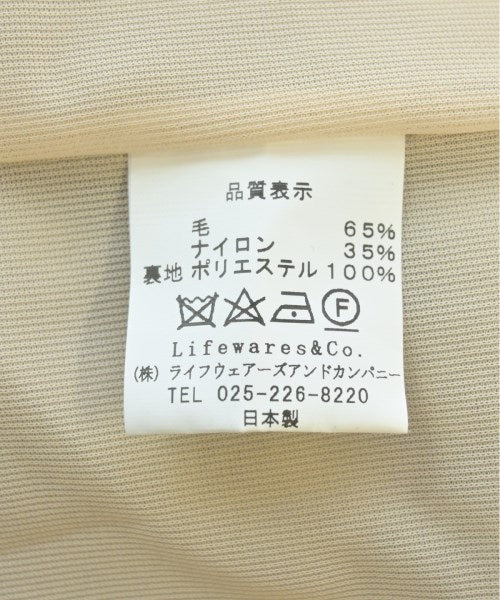 品質表示
毛 65%
ナイロン 35%
裏地 ポリエステル 100%
F
Lifewares&Co.
(株) ライフウェアーズアンドカンパニー
TEL 025-226-8220
日本製